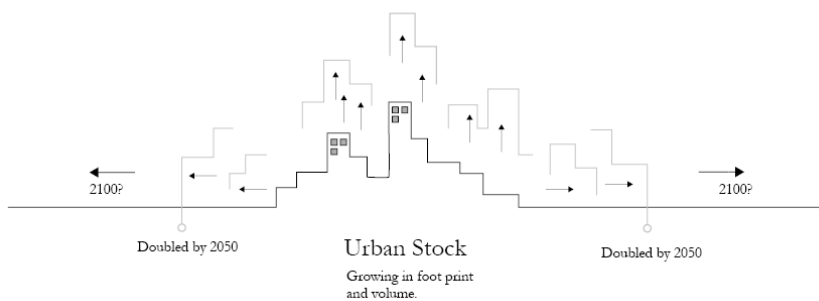 2100?
2100?
Doubled by 2050
Urban Stock
Doubled by 2050
Growing in foot print
and volume.